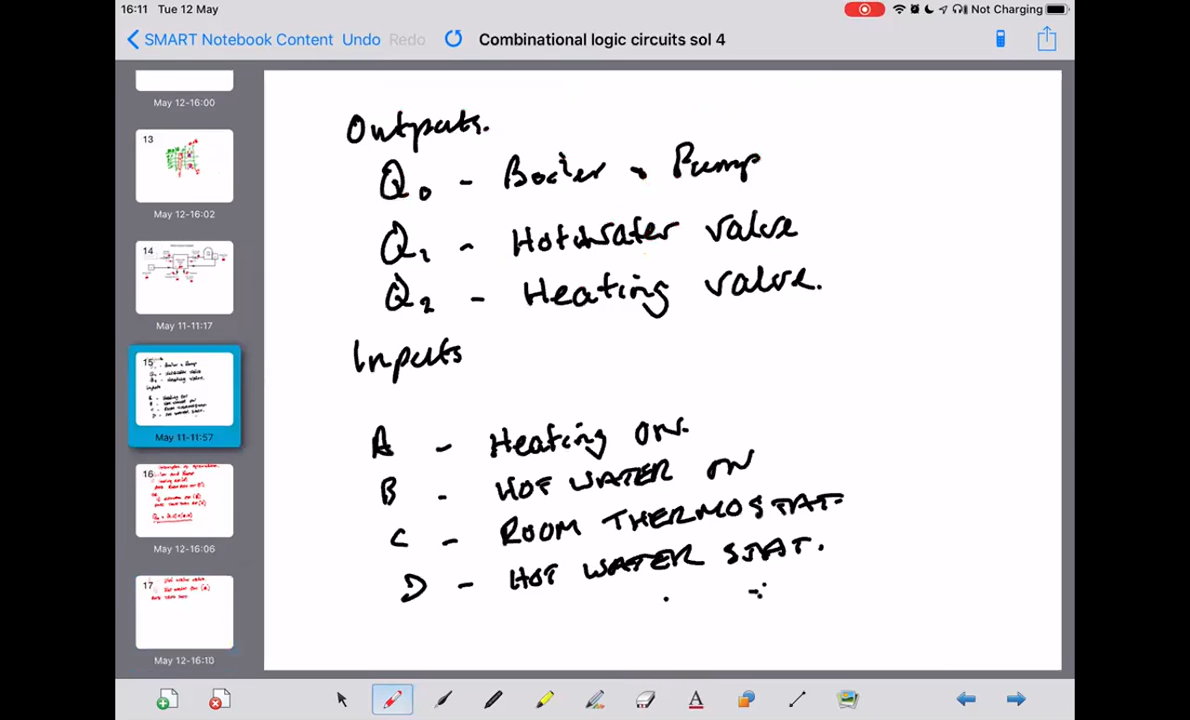 16:11 Tue 12 May
Not Charging
SMART Notebook Content Undo Redo
Combinational logic circuits sol 4
May 12-16:00
13
May 12-16:02
14
May 11-11:17
15
May 11-11:57
16
May 12-16:06
17
May 12-16:10
Outputs.
Q0 - Boiler • Pump
Q1 - Hotwater valve
Q2 - Heating valve.
Inputs
A - Heating ON.
B - HOT WATER ON
C - ROOM THERMOSTAT
D - HOT WATER STAT.
A